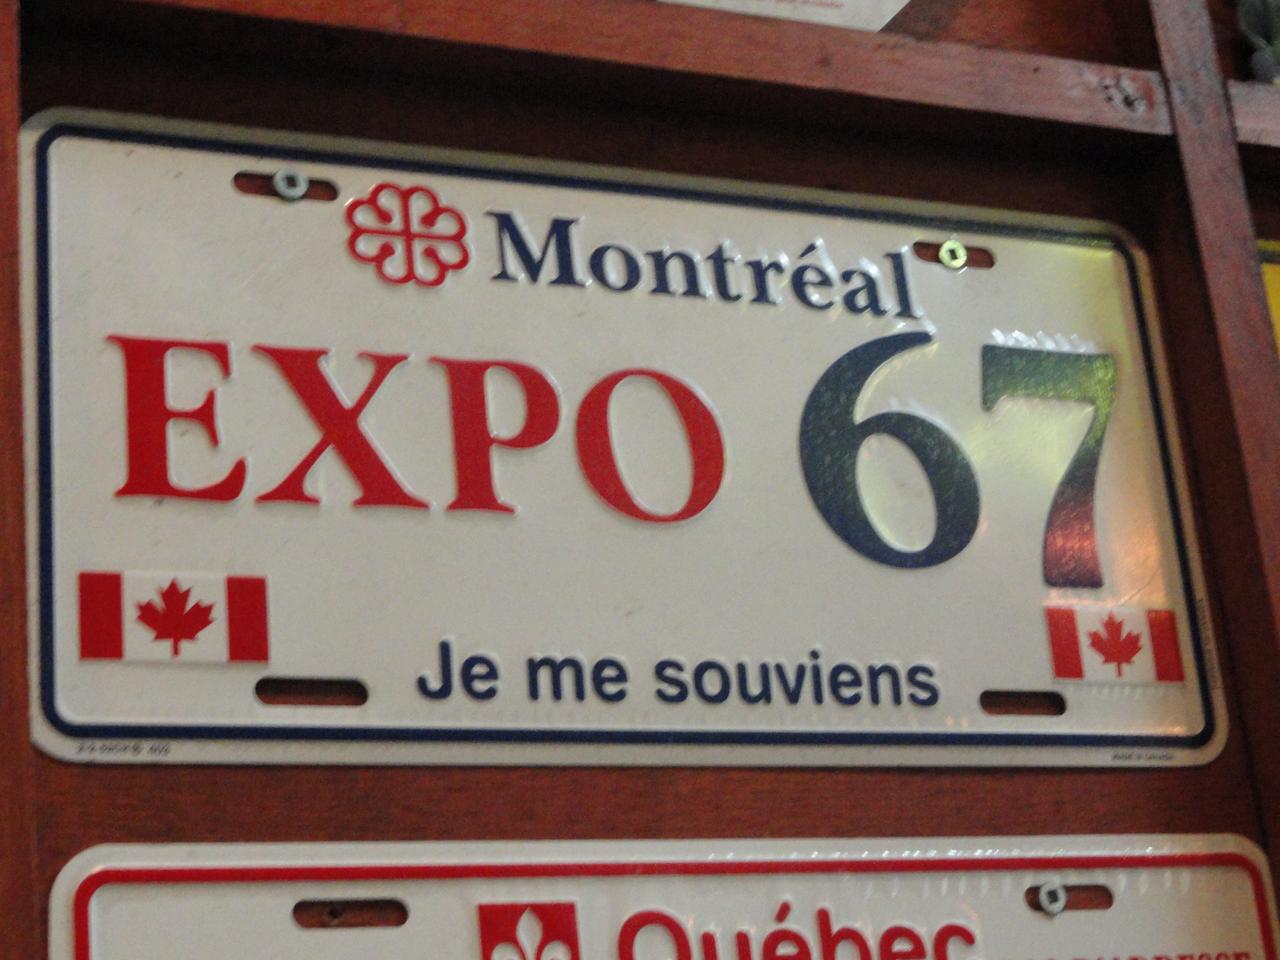 Montréal
EXPO 67
Je me souviens
Québec